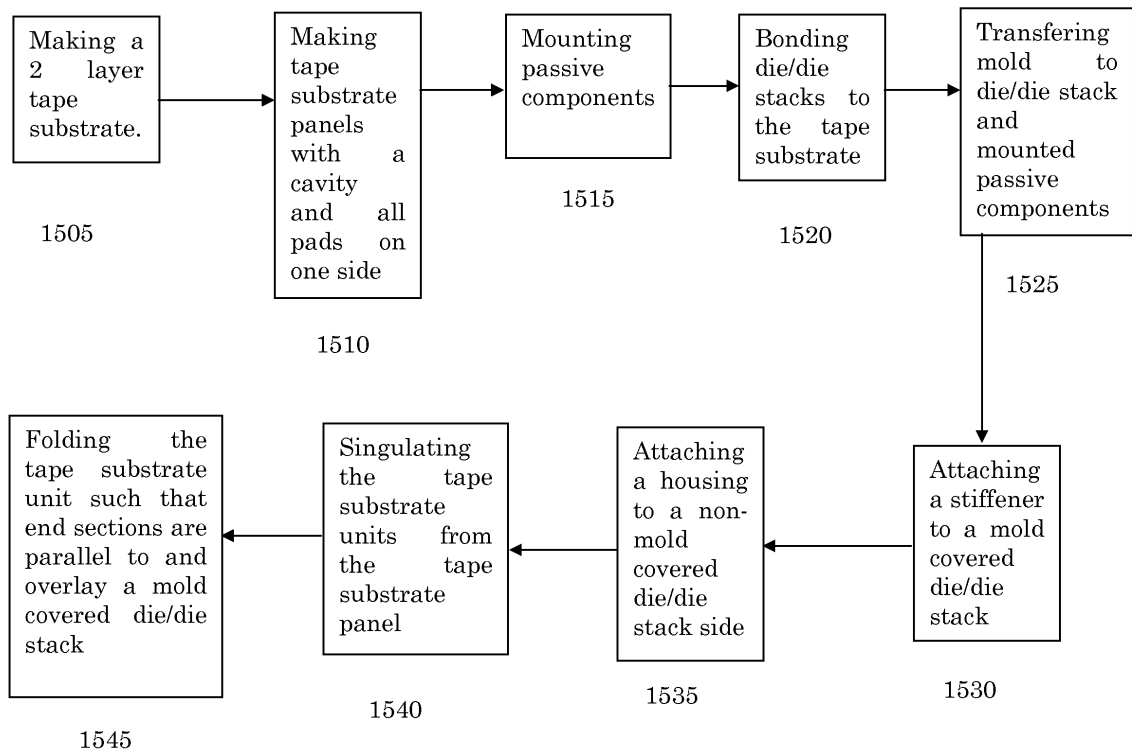 Making a
2 layer
tape
substrate.
1505
Making
tape
substrate
panels
with a
cavity
and all
pads on
one side
1510
Mounting
passive
components
1515
Bonding
die/die
stacks to
the tape
substrate
1520
Transfering
mold to
die/die stack
and
mounted
passive
components
1525
Attaching
a stiffener
to a mold
covered
die/die
stack
1530
Attaching
a housing
to a non-
mold
covered
die/die
stack side
1535
Singulating
the tape
substrate
units from
the tape
substrate
panel
1540
Folding the
tape substrate
unit such that
end sections are
parallel to and
overlay a mold
covered die/die
stack
1545